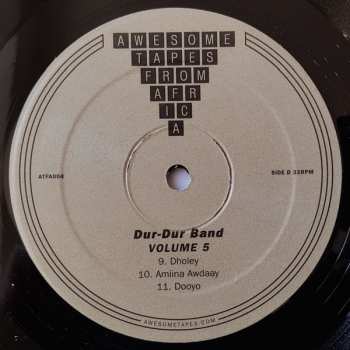 AWESOME
TAPES
FROM
AFR
IC
A
ATFA004
SIDE D 33RPM
Dur-Dur Band
VOLUME 5
9. Dholey
10. Amiina Awdaay
11. Dooyo
AWESOMETAPES.COM